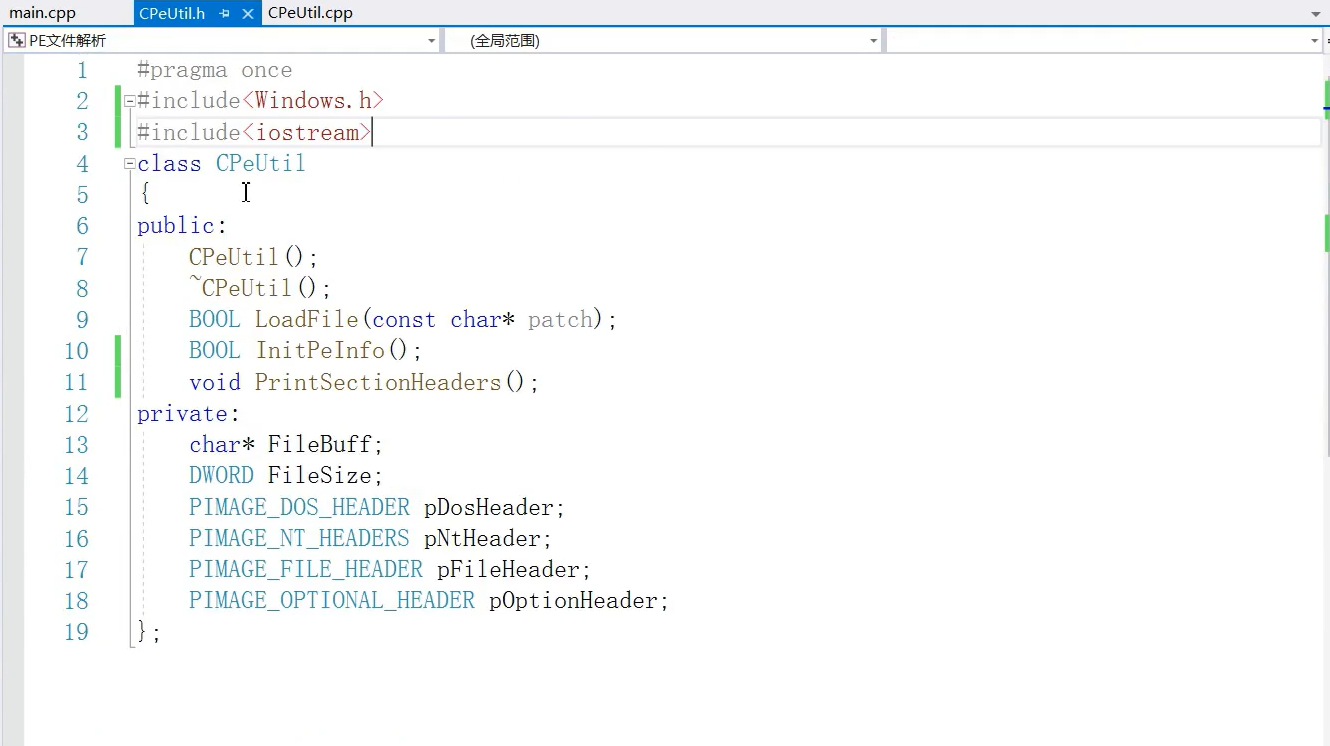 main.cpp CPeUtil.h CPeUtil.cpp
PE文件解析 (全局范围)
1 #pragma once
2 #include<Windows.h>
3 #include<iostream>
4 class CPeUtil
5 {
6 public:
7 CPeUtil();
8 ~CPeUtil();
9 BOOL LoadFile(const char* patch);
10 BOOL InitPeInfo();
11 void PrintSectionHeaders();
12 private:
13 char* FileBuff;
14 DWORD FileSize;
15 PIMAGE_DOS_HEADER pDosHeader;
16 PIMAGE_NT_HEADERS pNtHeader;
17 PIMAGE_FILE_HEADER pFileHeader;
18 PIMAGE_OPTIONAL_HEADER pOptionHeader;
19 };